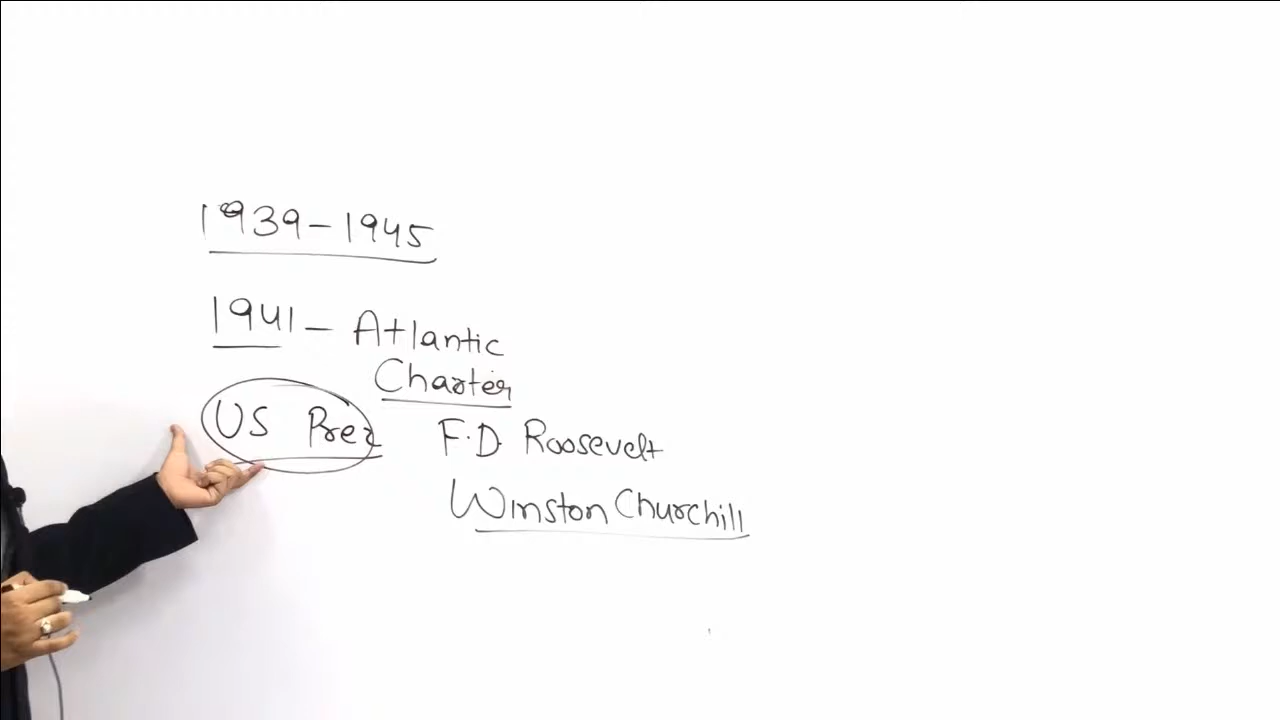 1939-1945
1941 - Atlantic
Charter
US Prez F.D. Roosevelt
Winston Churchill